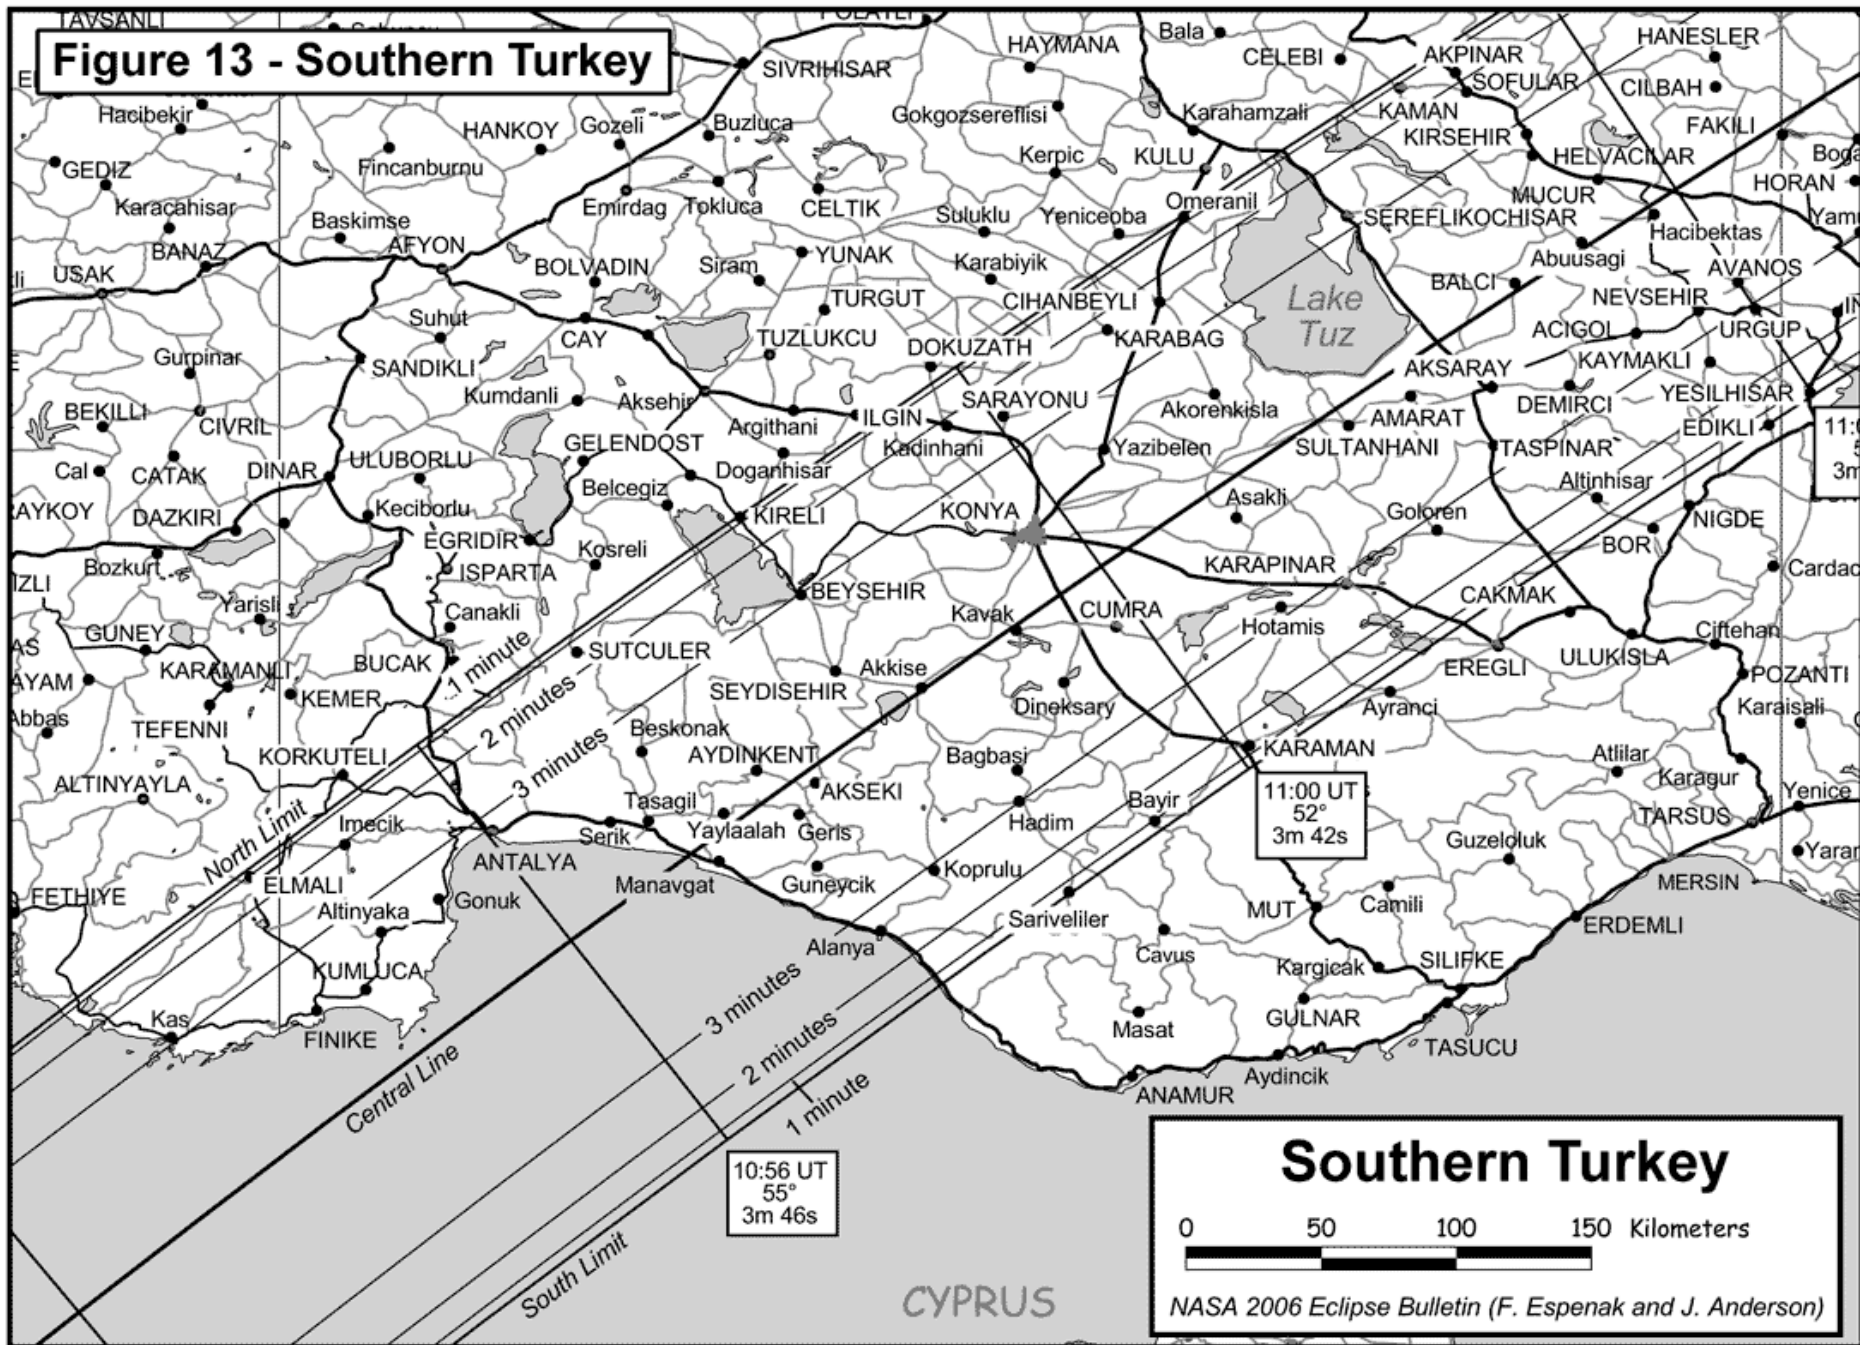 Figure 13 - Southern Turkey
TAVSANLI
POLATLI
HAYMANA
Bala
CELEBI
AKPINAR
HANESLER
SIVRIHISAR
SOFULAR
CILBAH
Hacibekir
HANKOY
Gozeli
Buzluca
Gokgozsereflisi
Karahamzali
KAMAN
KIRSEHIR
FAKILI
GEDIZ
Fincanburnu
Kerpic
KULU
HELVACILAR
Karacahisar
Emirdag
Tokluca
CELTIK
Suluklu
Yeniceoba
Omeranil
MUCUR
HORAN
Baskimse
SEREFLIKOCHISAR
Hacibektas
BANAZ
AFYON
YUNAK
Abuusagi
USAK
BOLVADIN
Siram
Karabiyik
BALCI
AVANOS
Suhut
TURGUT
CIHANBEYLI
Lake
Tuz
NEVSEHIR
CAY
TUZLUKCU
DOKUZATH
KARABAG
ACIGOL
URGUP
Gurpinar
SANDIKLI
AKSARAY
KAYMAKLI
BEKILLI
CIVRIL
Kumdanli
Aksehir
Argithani
ILGIN
SARAYONU
Akorenkisla
AMARAT
DEMIRCI
YESILHISAR
Cal
CATAK
DINAR
ULUBORLU
GELENDOST
Doganhisar
Kadinhani
Yazibelen
SULTANHANI
TASPINAR
EDIKLI
DAZKIRI
Keciborlu
Belcegiz
KIRELI
KONYA
Asakli
Goloren
Altinhisar
NIGDE
Bozkurt
EGRIDIR
ISPARTA
Kosreli
BOR
Yarisli
Canakli
BEYSEHIR
KARAPINAR
CAKMAK
GUNEY
Kavak
CUMRA
Hotamis
Ciftehan
KARAMANLI
BUCAK
1 minute
SUTCULER
Akkise
EREGLI
ULUKISLA
KEMER
SEYDISEHIR
Dineksary
Ayranci
POZANTI
TEFENNI
2 minutes
Beskonak
Karaisali
KORKUTELI
3 minutes
AYDINKENT
Bagbasi
KARAMAN
Atlilar
ALTINYAYLA
AKSEKI
11:00 UT
52°
3m 42s
Karagur
North Limit
Imecik
Tasagil
Serik
Yaylaalah
Geris
Hadim
Bayir
TARSUS
Yenice
ANTALYA
Guzeloluk
FETHIYE
ELMALI
Gonuk
Manavgat
Guneycik
Koprulu
MERSIN
Altinyaka
Sariveliler
MUT
Camili
ERDEMLI
Alanya
Cavus
KUMLUCA
Kargicak
SILIFKE
Kas
FINIKE
3 minutes
Masat
GULNAR
TASUCU
Central Line
2 minutes
Aydincik
1 minute
ANAMUR
10:56 UT
55°
3m 46s
South Limit
CYPRUS
Southern Turkey
0 50 100 150 Kilometers
NASA 2006 Eclipse Bulletin (F. Espenak and J. Anderson)